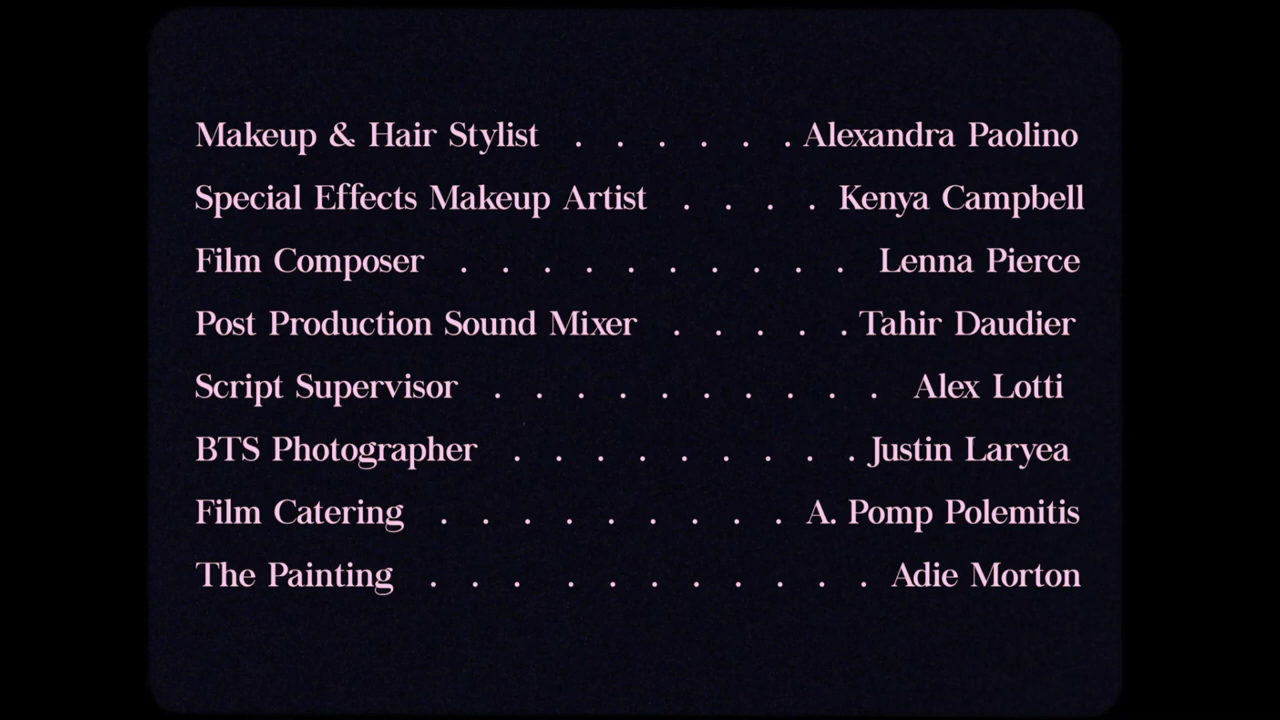 Makeup & Hair Stylist . . . . . . Alexandra Paolino
Special Effects Makeup Artist . . . . Kenya Campbell
Film Composer . . . . . . . . . . Lenna Pierce
Post Production Sound Mixer . . . . . Tahir Daudier
Script Supervisor . . . . . . . . . . Alex Lotti
BTS Photographer . . . . . . . . . Justin Laryea
Film Catering . . . . . . . . . A. Pomp Polemitis
The Painting . . . . . . . . . . . Adie Morton